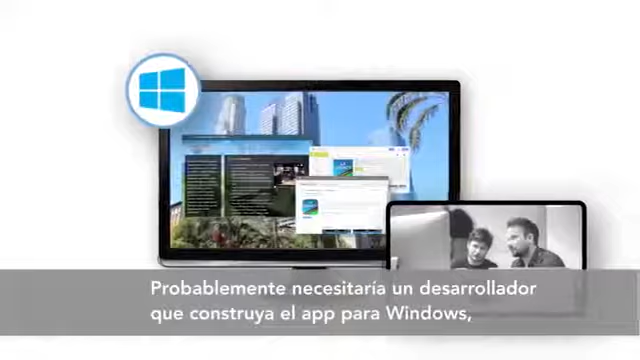 Probablemente necesitaría un desarrollador
que construya el app para Windows,